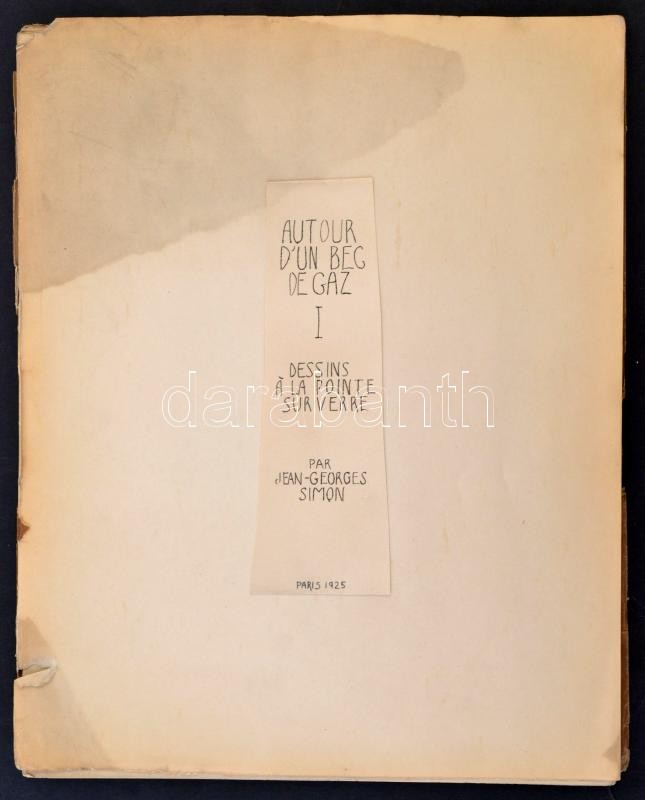 AUTOUR
D'UN BEC
DE GAZ
I
DESSINS
À LA POINTE
SUR VERRE
darabanth
PAR
JEAN-GEORGES
SIMON
PARIS 1925